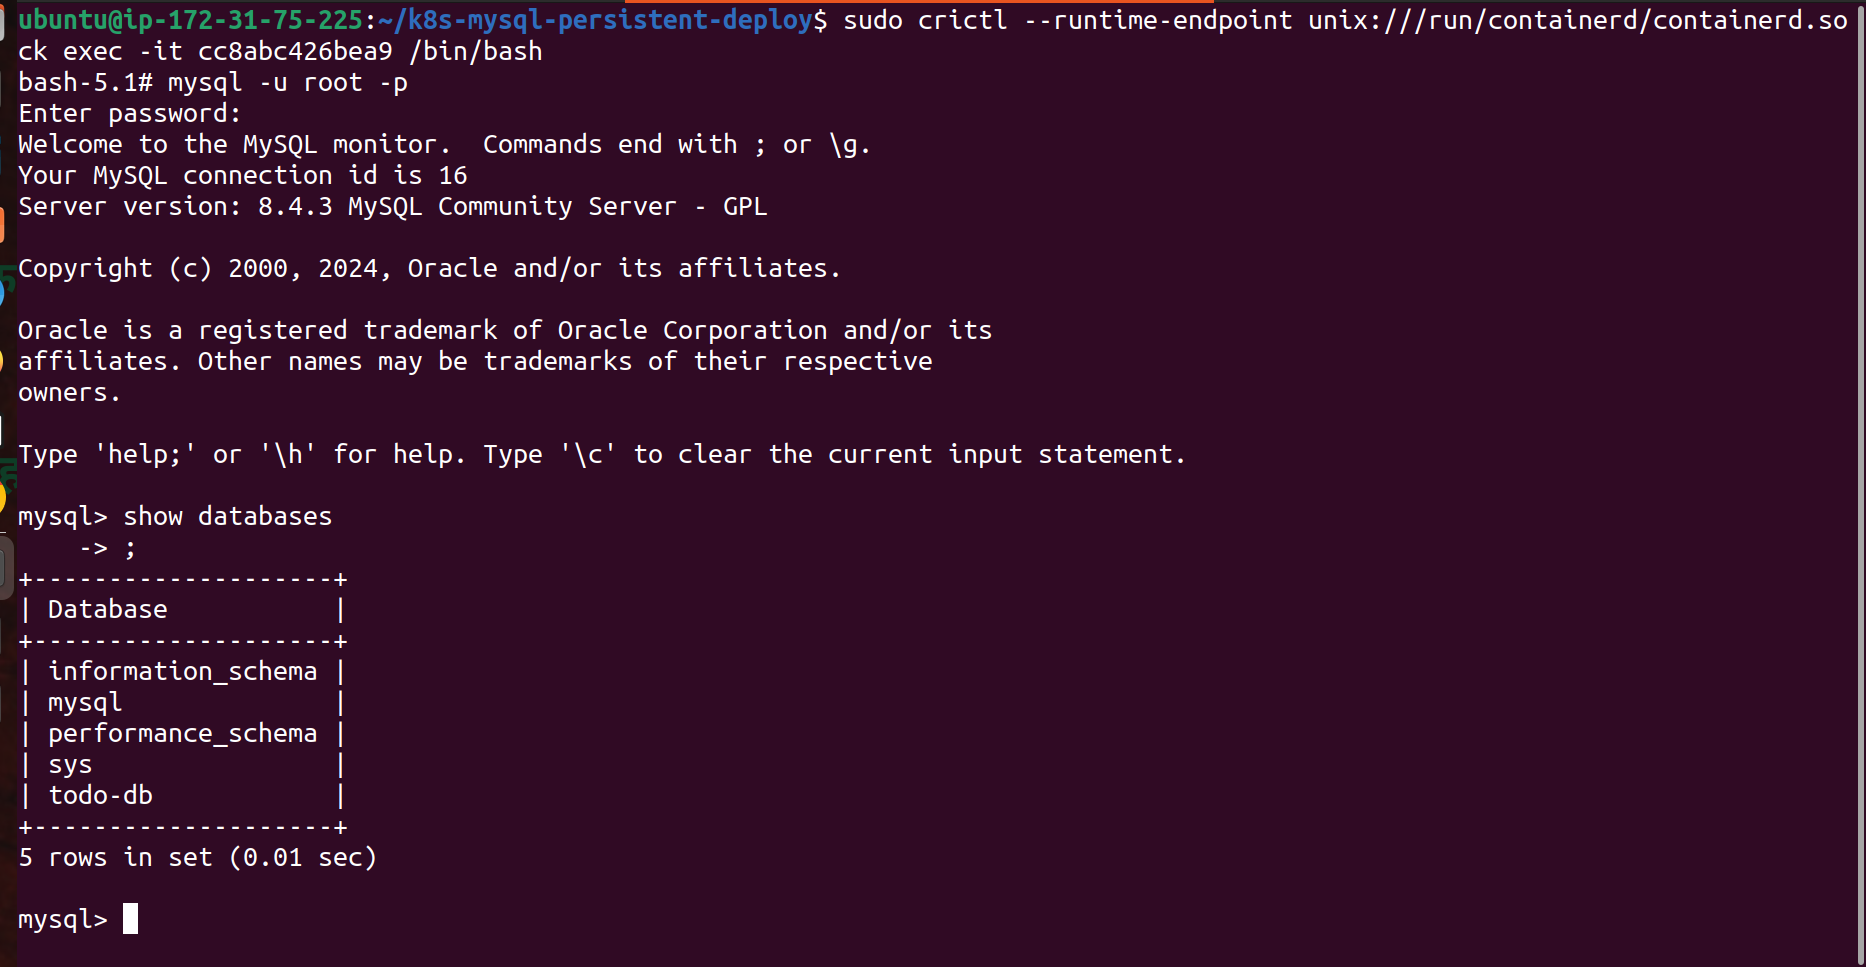 ubuntu@ip-172-31-75-225:~/k8s-mysql-persistent-deploy$ sudo crictl --runtime-endpoint unix:///run/containerd/containerd.so
ck exec -it cc8abc426bea9 /bin/bash
bash-5.1# mysql -u root -p
Enter password:
Welcome to the MySQL monitor.  Commands end with ; or \g.
Your MySQL connection id is 16
Server version: 8.4.3 MySQL Community Server - GPL

Copyright (c) 2000, 2024, Oracle and/or its affiliates.

Oracle is a registered trademark of Oracle Corporation and/or its
affiliates. Other names may be trademarks of their respective
owners.

Type 'help;' or '\h' for help. Type '\c' to clear the current input statement.

mysql> show databases
    -> ;
+--------------------+
| Database           |
+--------------------+
| information_schema |
| mysql              |
| performance_schema |
| sys                |
| todo-db            |
+--------------------+
5 rows in set (0.01 sec)

mysql>